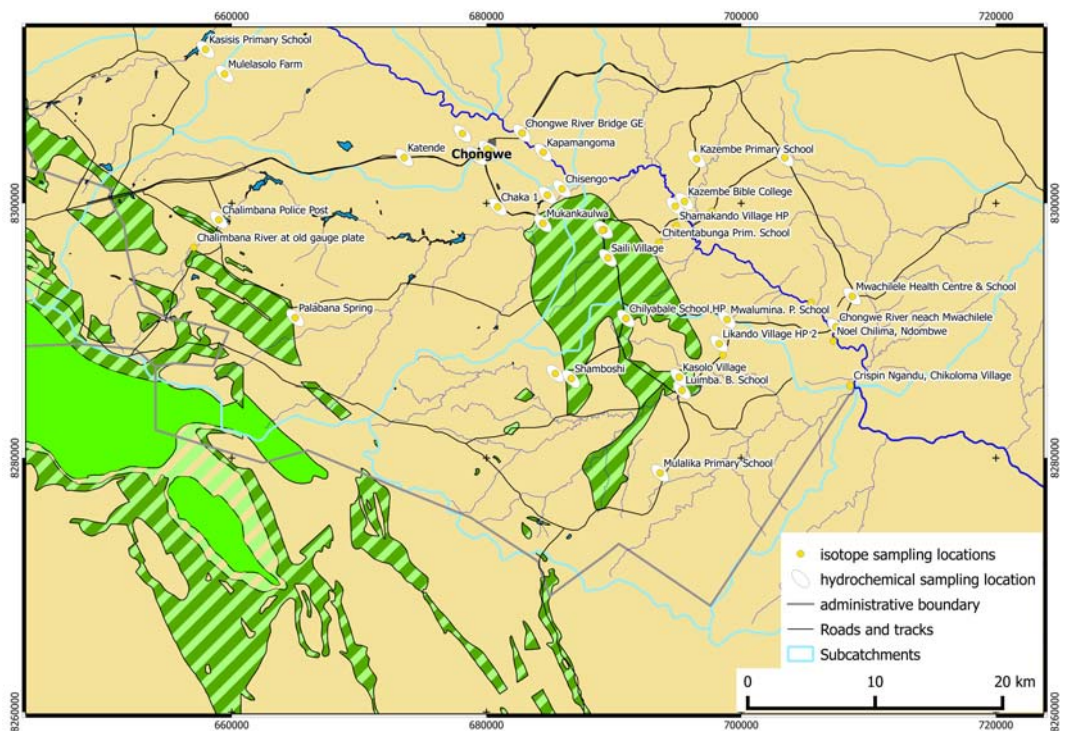 660000 680000 700000 720000
Kasisis Primary School
Mulelasolo Farm
Chongwe River Bridge GE
Kapamangoma
Katende
Chongwe
Kazembe Primary School
Chisengo
Kazembe Bible College
Chaka 1
8300000
8300000
Chalimbana Police Post
Mukankaulwa
Shamakando Village HP
Chitentabunga Prim. School
Chalimbana River at old gauge plate
Saili Village
Mwachilele Health Centre & School
Palabana Spring
Chilyabale School,HP
Mwalumina. P. School
Chongwe River neach Mwachilele
Noel Chilima, Ndombwe
Likando Village HP 2
Shamboshi
Kasolo Village
Luimba. B. School
Crispin Ngandu, Chikoloma Village
8280000
8280000
Mulalika Primary School
isotope sampling locations
hydrochemical sampling location
administrative boundary
Roads and tracks
Subcatchments
0 10 20 km
8260000
8260000
660000 680000 700000 720000